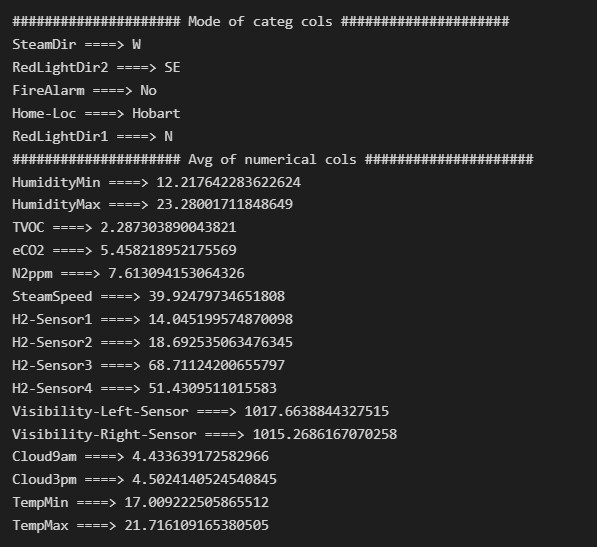 ##################### Mode of categ cols #####################
SteamDir ====> W
RedLightDir2 ====> SE
FireAlarm ====> No
Home-Loc ====> Hobart
RedLightDir1 ====> N
##################### Avg of numerical cols #####################
HumidityMin ====> 12.217642283622624
HumidityMax ====> 23.28001711848649
TVOC ====> 2.287303890043821
eCO2 ====> 5.458218952175569
N2ppm ====> 7.613094153064326
SteamSpeed ====> 39.92479734651808
H2-Sensor1 ====> 14.045199574870098
H2-Sensor2 ====> 18.692535063476345
H2-Sensor3 ====> 68.71124200655797
H2-Sensor4 ====> 51.4309511015583
Visibility-Left-Sensor ====> 1017.6638844327515
Visibility-Right-Sensor ====> 1015.2686167070258
Cloud9am ====> 4.433639172582966
Cloud3pm ====> 4.5024140524540845
TempMin ====> 17.009222505865512
TempMax ====> 21.716109165380505